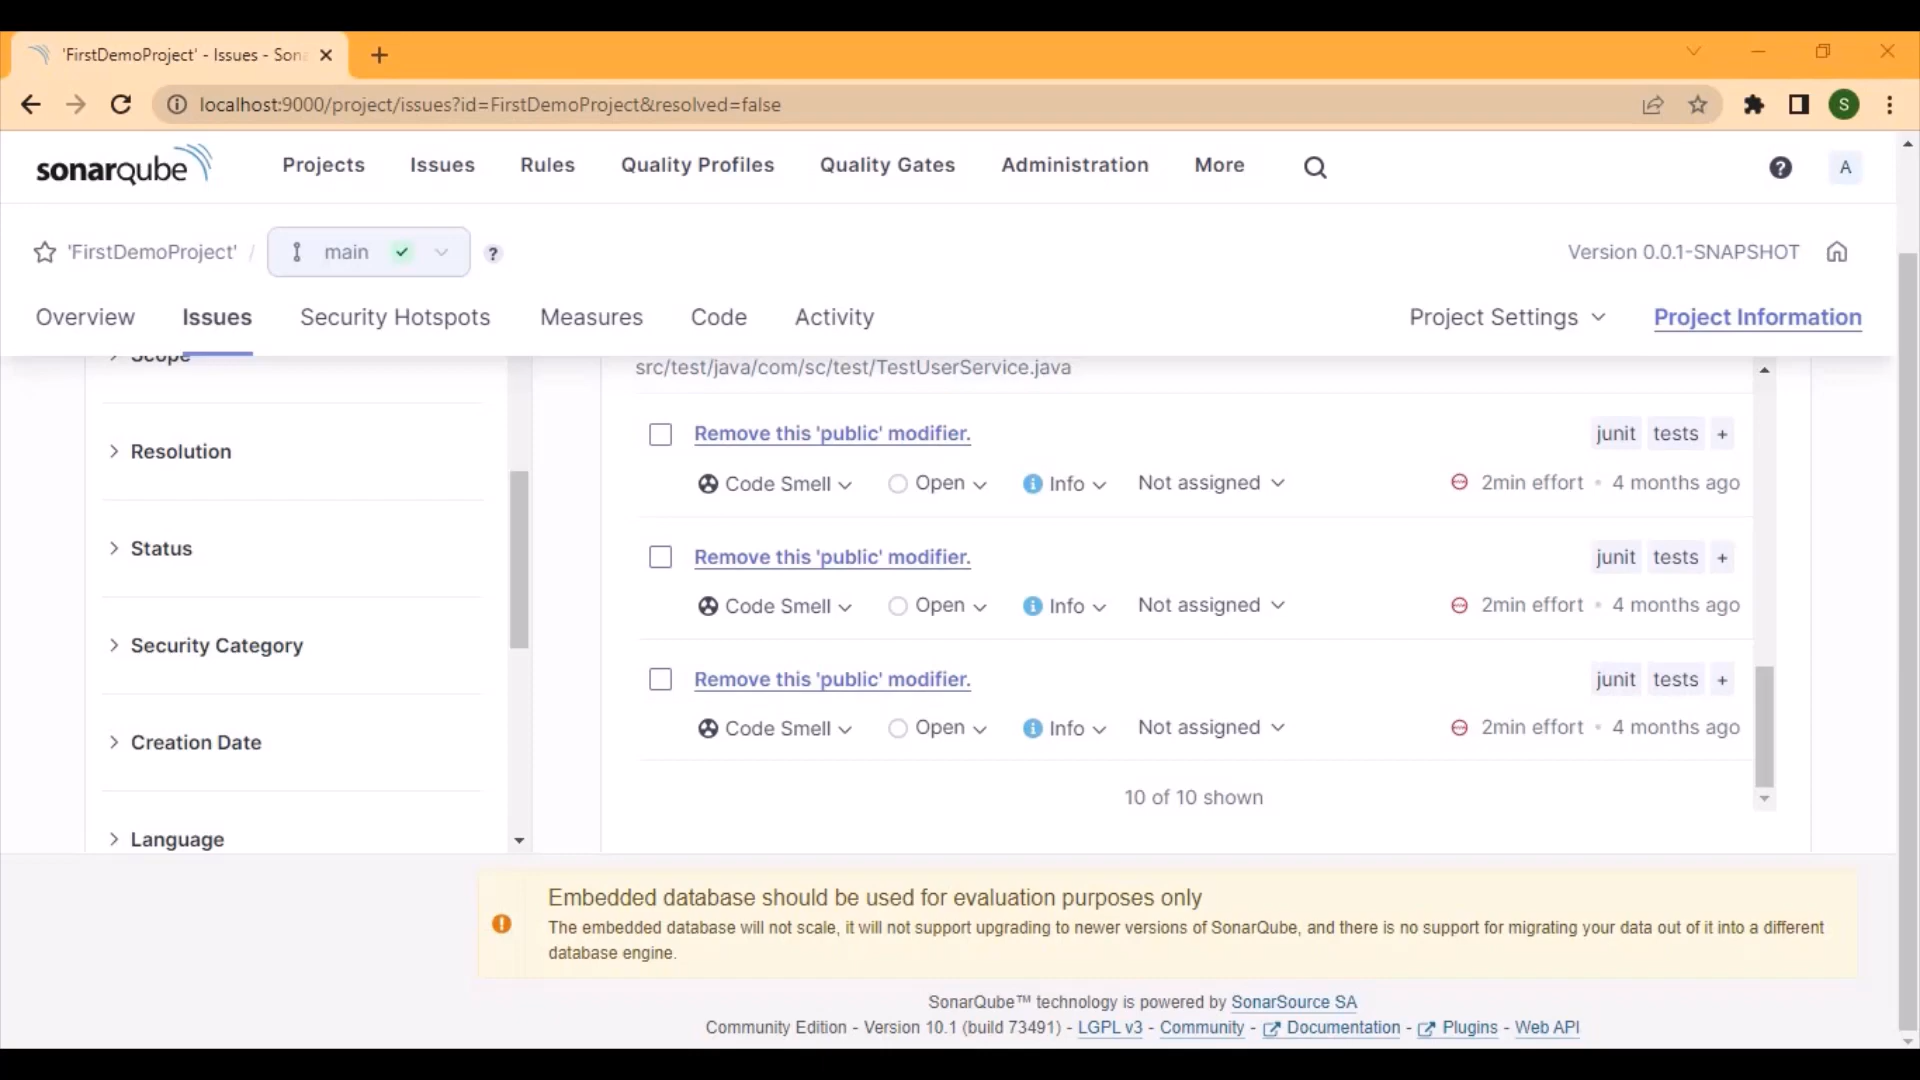 'FirstDemoProject' - Issues - Son
localhost:9000/project/issues?id=FirstDemoProject&resolved=false
S
sonarqube Projects Issues Rules Quality Profiles Quality Gates Administration More ? A
'FirstDemoProject' / main ? Version 0.0.1-SNAPSHOT
Overview Issues Security Hotspots Measures Code Activity Project Settings Project Information
Scope
Resolution
Status
Security Category
Creation Date
Language
src/test/java/com/sc/test/TestUserService.java
Remove this 'public' modifier. junit tests +
Code Smell Open Info Not assigned 2min effort • 4 months ago
Remove this 'public' modifier. junit tests +
Code Smell Open Info Not assigned 2min effort • 4 months ago
Remove this 'public' modifier. junit tests +
Code Smell Open Info Not assigned 2min effort • 4 months ago
10 of 10 shown
Embedded database should be used for evaluation purposes only
The embedded database will not scale, it will not support upgrading to newer versions of SonarQube, and there is no support for migrating your data out of it into a different
database engine.
SonarQube™ technology is powered by SonarSource SA
Community Edition - Version 10.1 (build 73491) - LGPL v3 - Community - Documentation - Plugins - Web API